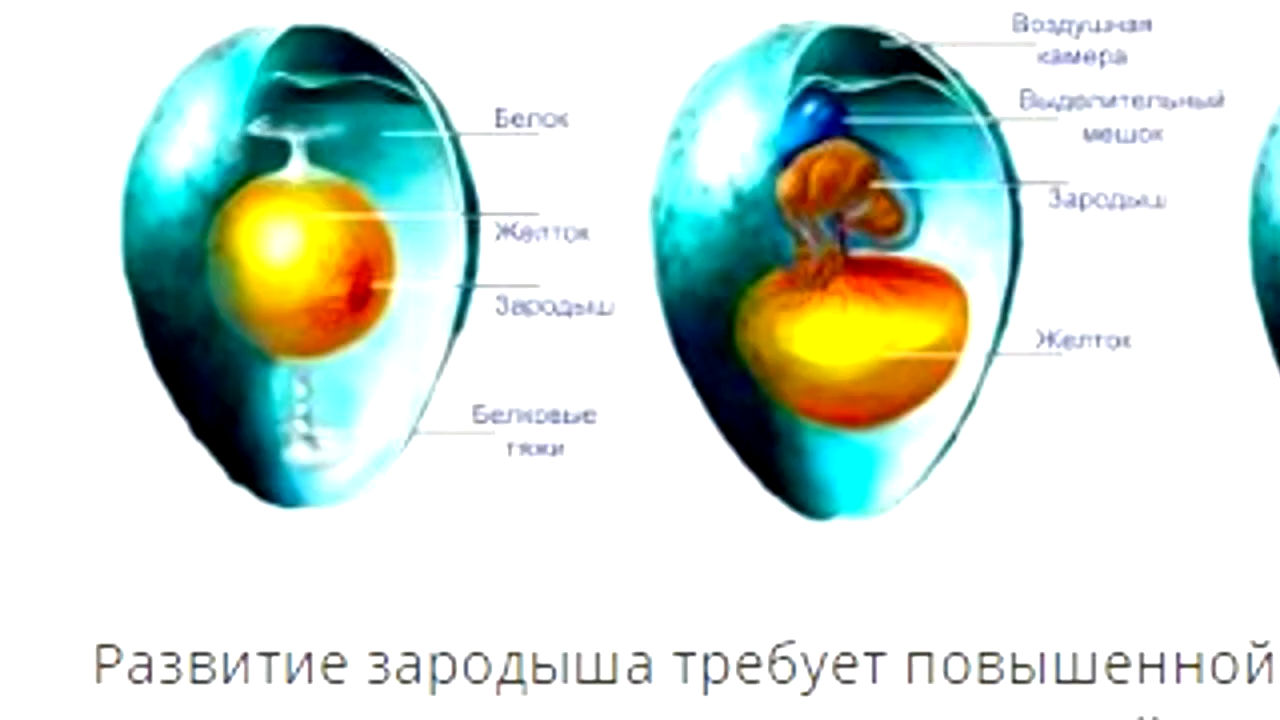 Белок
Желток
Зародыш
Белковые
тяжи
Воздушная
камера
Выделительный
мешок
Зародыш
Желток
Развитие зародыша требует повышенной